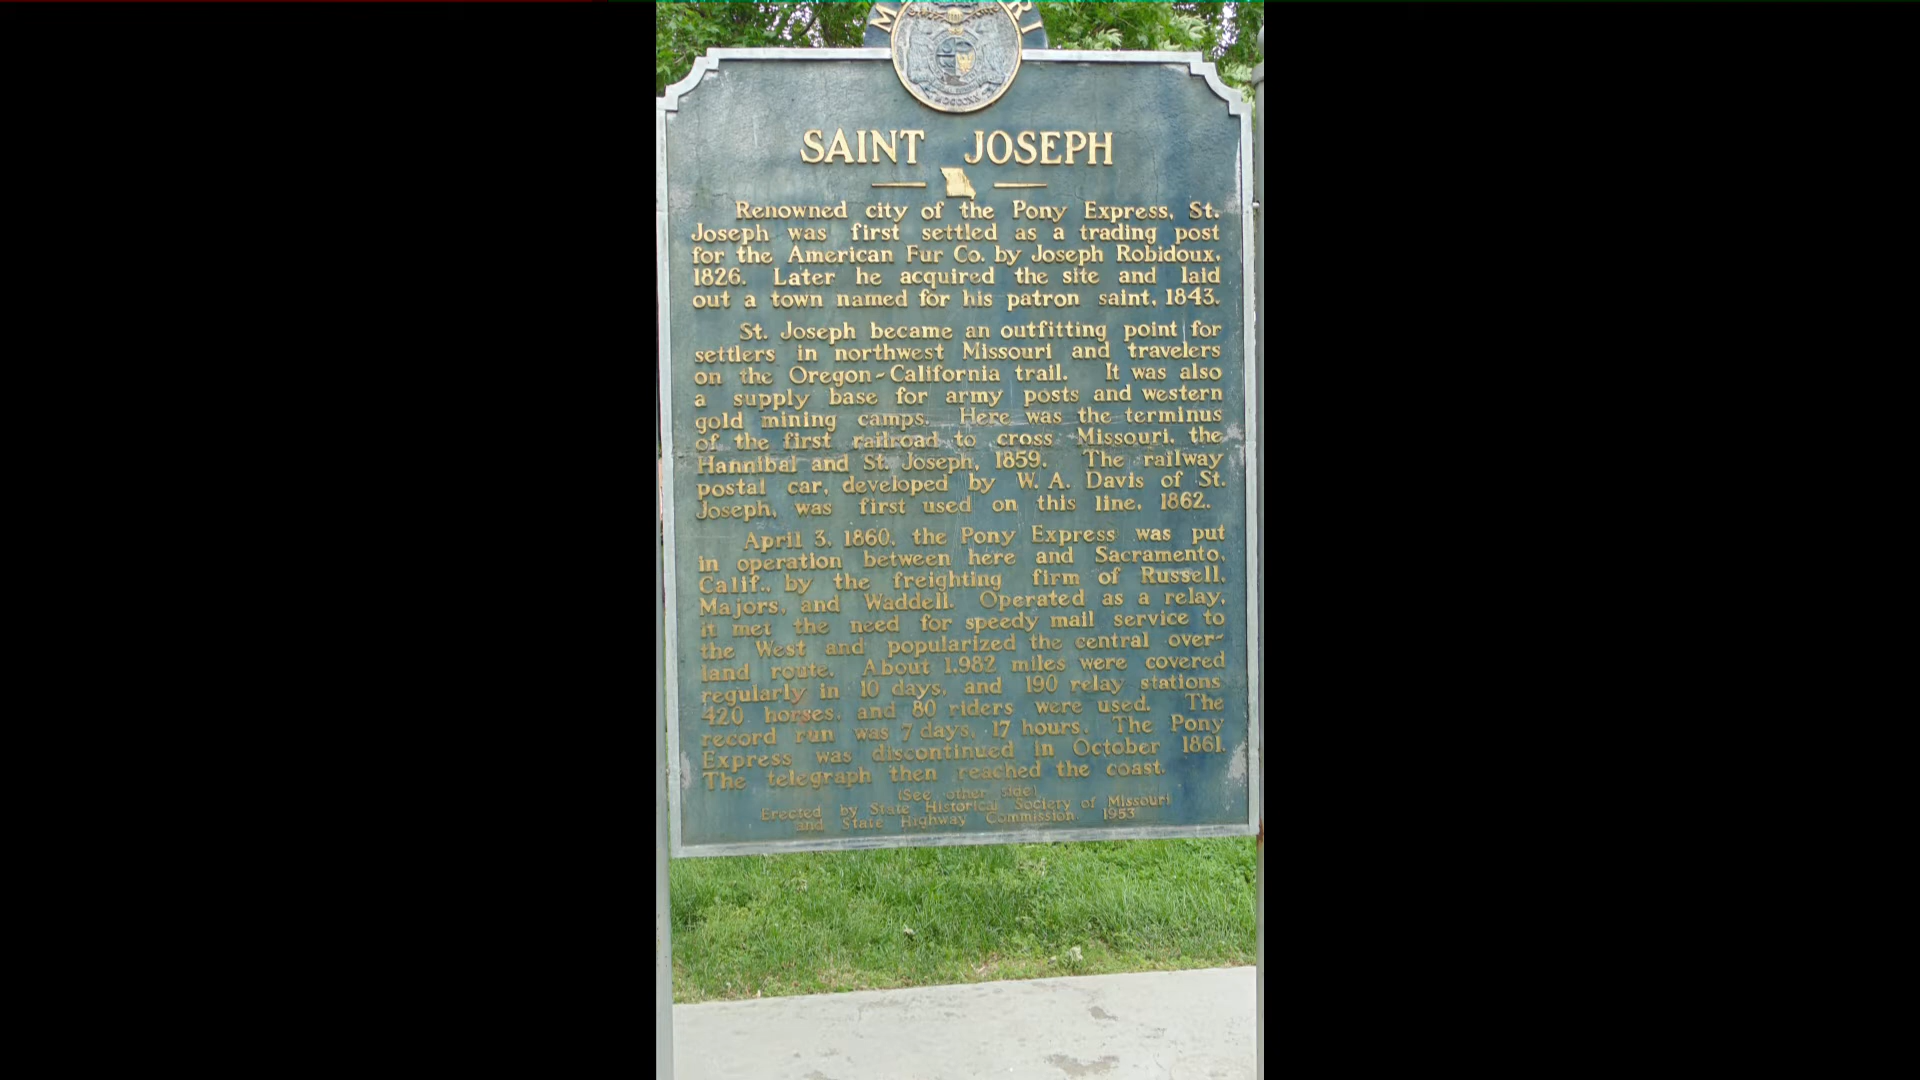 SAINT JOSEPH
Renowned city of the Pony Express, St.
Joseph was first settled as a trading post
for the American Fur Co. by Joseph Robidoux,
1826. Later he acquired the site and laid
out a town named for his patron saint, 1843.
St. Joseph became an outfitting point for
settlers in northwest Missouri and travelers
on the Oregon-California trail. It was also
a supply base for army posts and western
gold mining camps. Here was the terminus
of the first railroad to cross Missouri, the
Hannibal and St. Joseph, 1859. The railway
postal car, developed by W. A. Davis of St.
Joseph, was first used on this line, 1862.
April 3, 1860, the Pony Express was put
in operation between here and Sacramento,
Calif., by the freighting firm of Russell,
Majors, and Waddell. Operated as a relay,
it met the need for speedy mail service to
the West and popularized the central over-
land route. About 1,982 miles were covered
regularly in 10 days, and 190 relay stations
420 horses, and 80 riders were used. The
record run was 7 days, 17 hours. The Pony
Express was discontinued in October 1861.
The telegraph then reached the coast.
(See other side)
Erected by State Historical Society of Missouri
and State Highway Commission, 1953